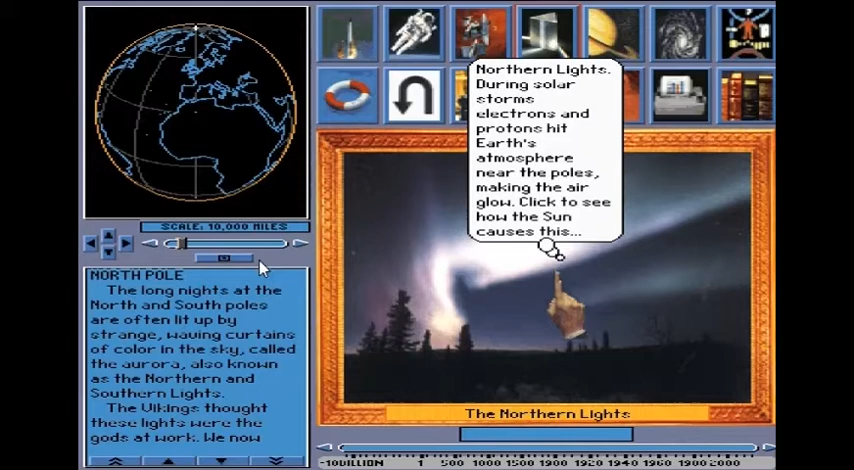 Northern Lights.
During solar
storms
electrons and
protons hit
Earth's
atmosphere
near the poles,
making the air
glow. Click to see
how the Sun
causes this...
SCALE: 10,000 MILES
NORTH POLE
The long nights at the
North and South poles
are often lit up by
strange, waving curtains
of color in the sky, called
the aurora, also known
as the Northern and
Southern Lights.
The Vikings thought
these lights were the
gods at work. We now
The Northern Lights
-10BILLION 1 500 1000 1500 1900 1920 1940 1960 1980 2000